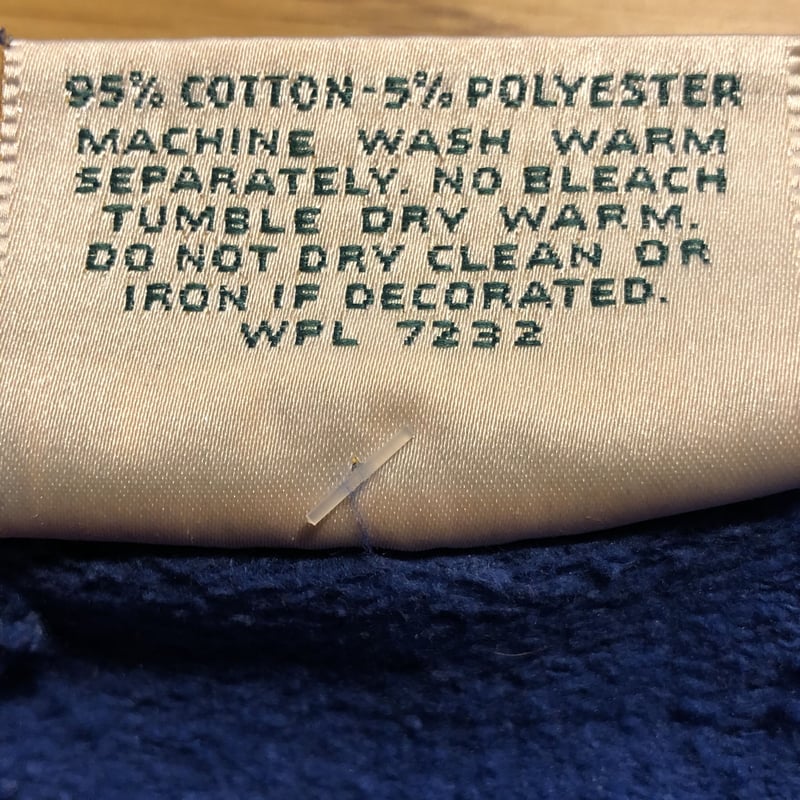 95% COTTON-5% POLYESTER
MACHINE WASH WARM
SEPARATELY. NO BLEACH
TUMBLE DRY WARM.
DO NOT DRY CLEAN OR
IRON IF DECORATED.
WPL 7232